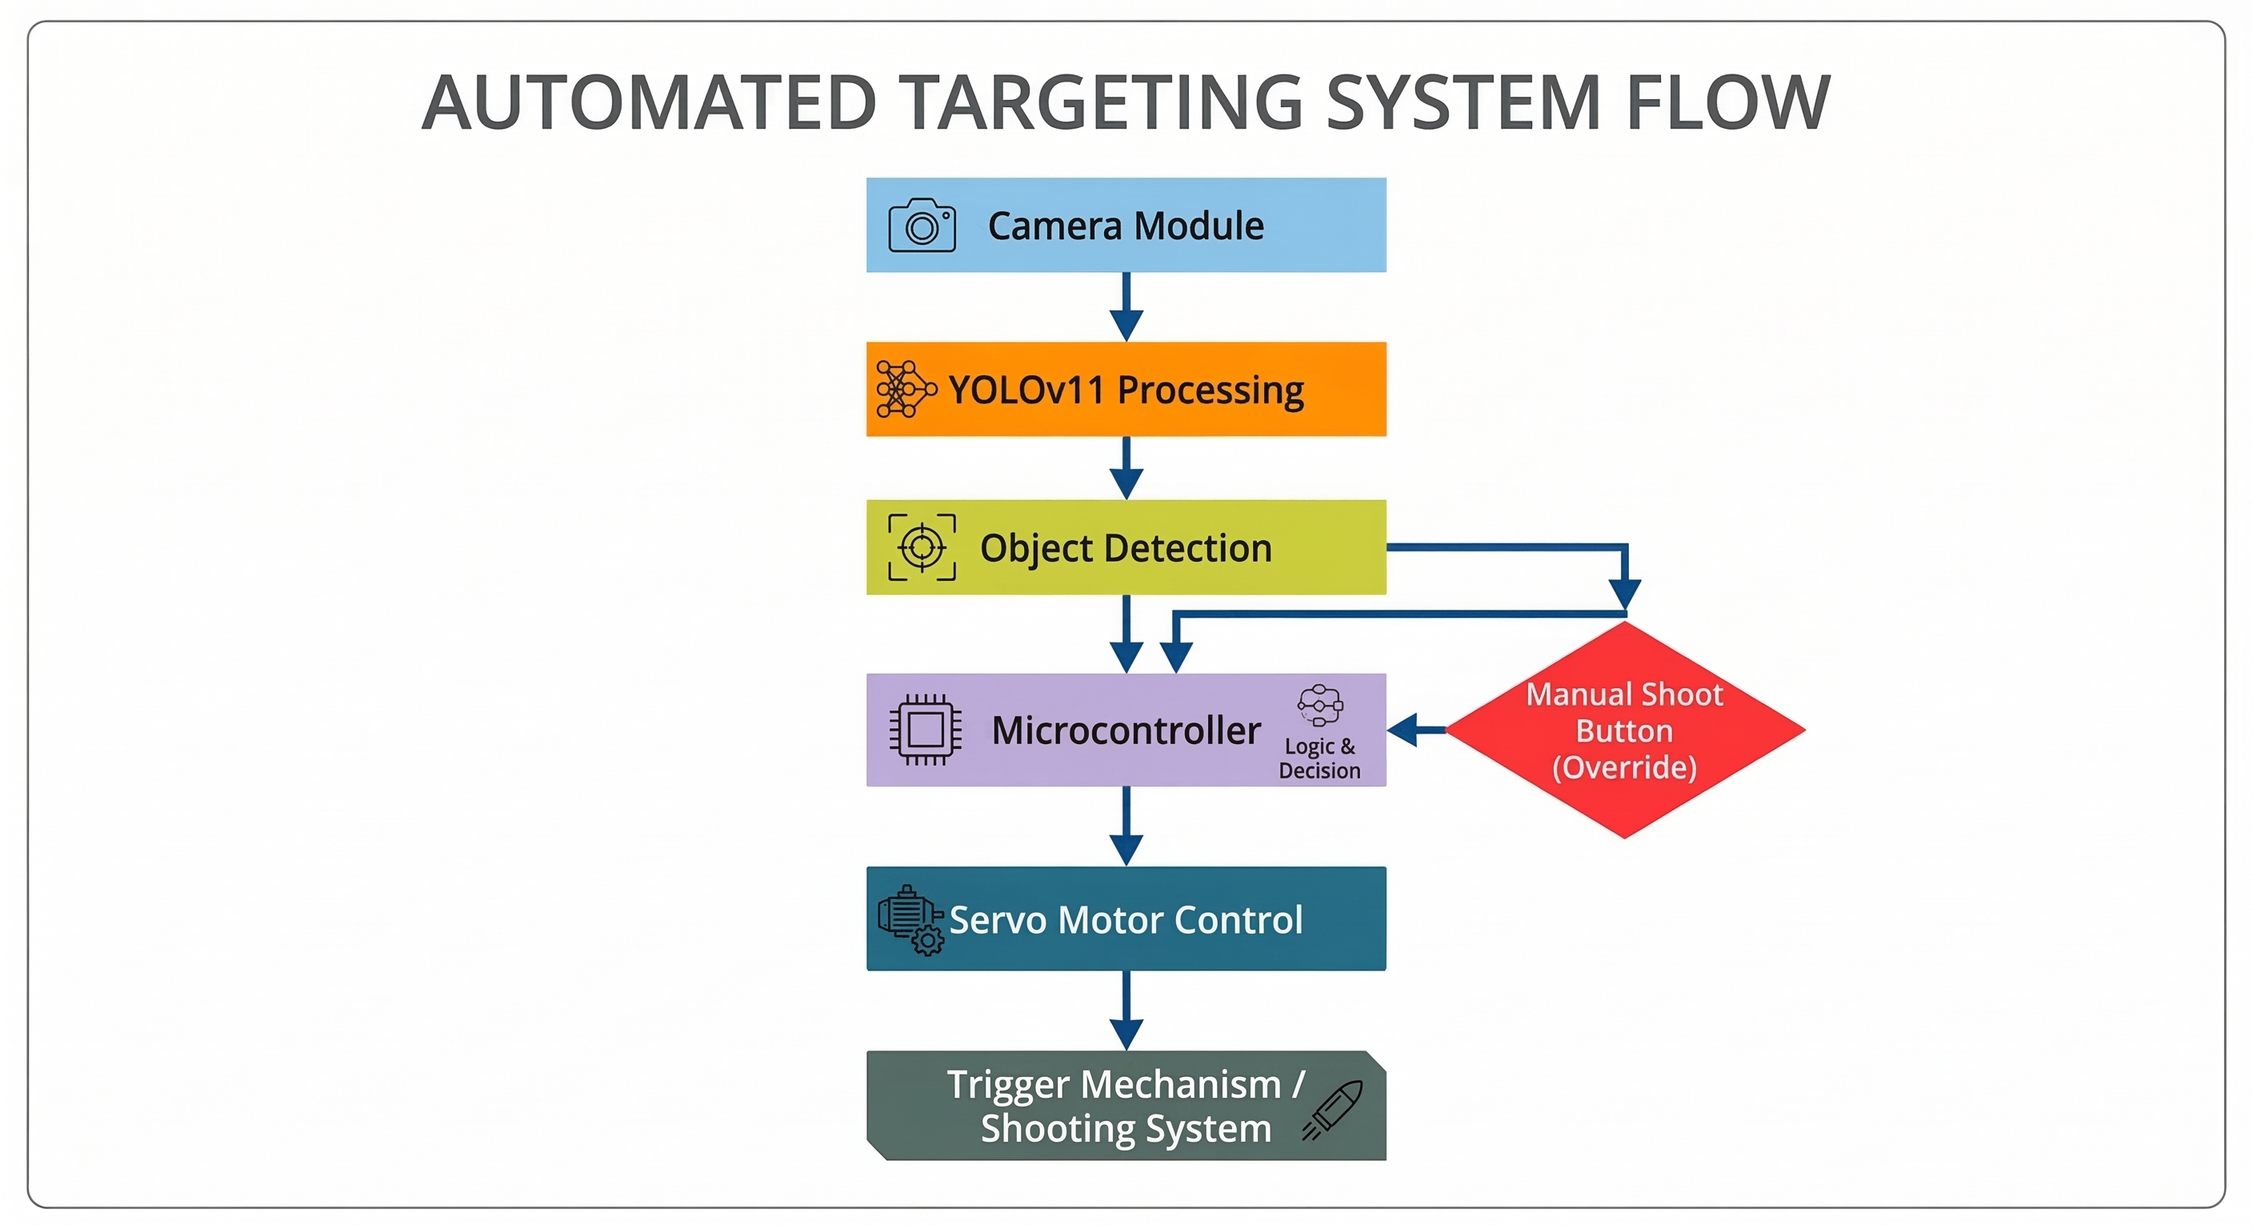 AUTOMATED TARGETING SYSTEM FLOW
Camera Module
YOLOv11 Processing
Object Detection
Microcontroller
Logic &
Decision
Manual Shoot
Button
(Override)
Servo Motor Control
Trigger Mechanism /
Shooting System